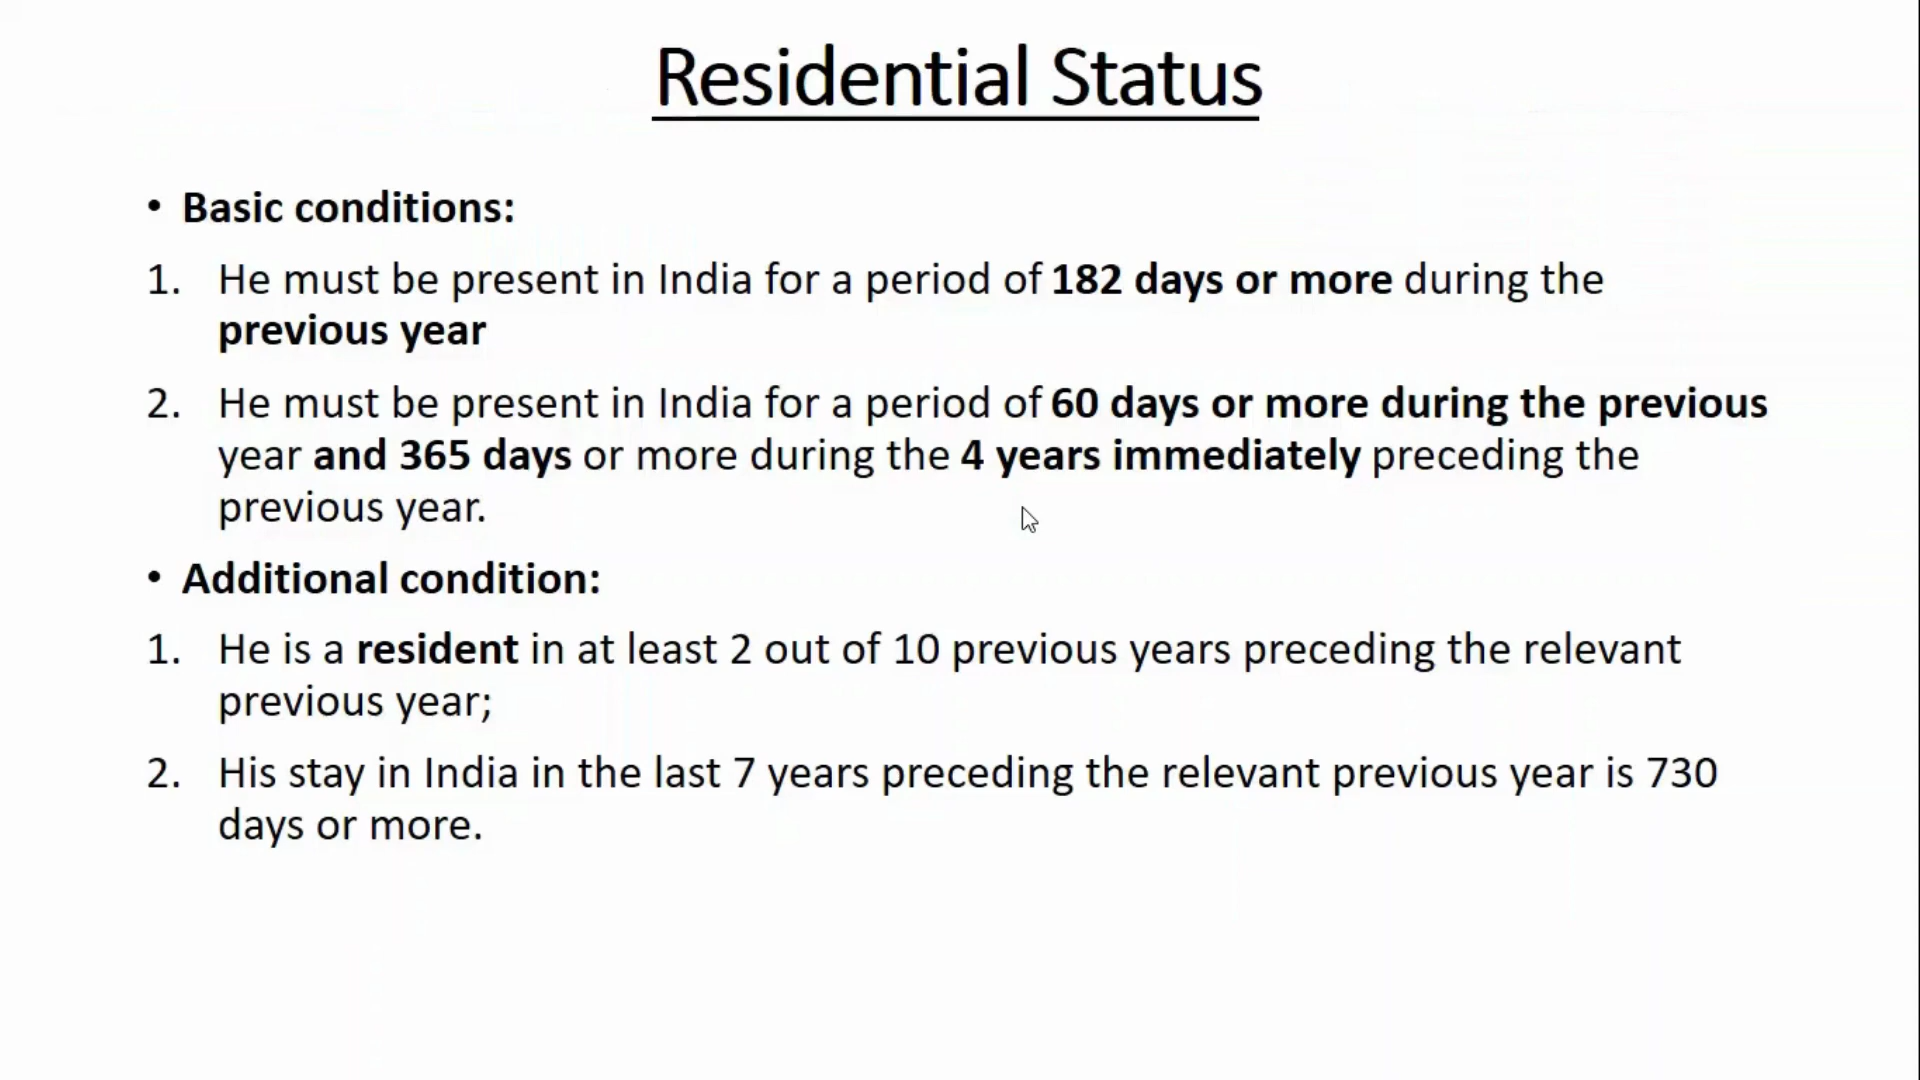 Residential Status
• Basic conditions:
1. He must be present in India for a period of 182 days or more during the
previous year
2. He must be present in India for a period of 60 days or more during the previous
year and 365 days or more during the 4 years immediately preceding the
previous year.
• Additional condition:
1. He is a resident in at least 2 out of 10 previous years preceding the relevant
previous year;
2. His stay in India in the last 7 years preceding the relevant previous year is 730
days or more.